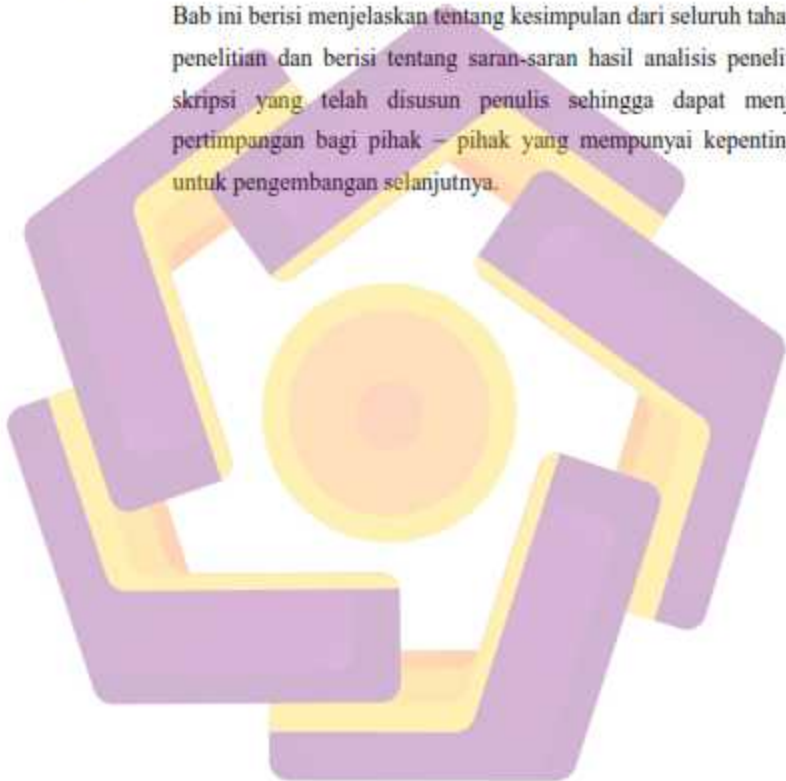 Bab ini berisi menjelaskan tentang kesimpulan dari seluruh taha
penelitian dan berisi tentang saran-saran hasil analisis peneli
skripsi yang telah disusun penulis sehingga dapat menj
pertimpangan bagi pihak – pihak yang mempunyai kepentin
untuk pengembangan selanjutnya.